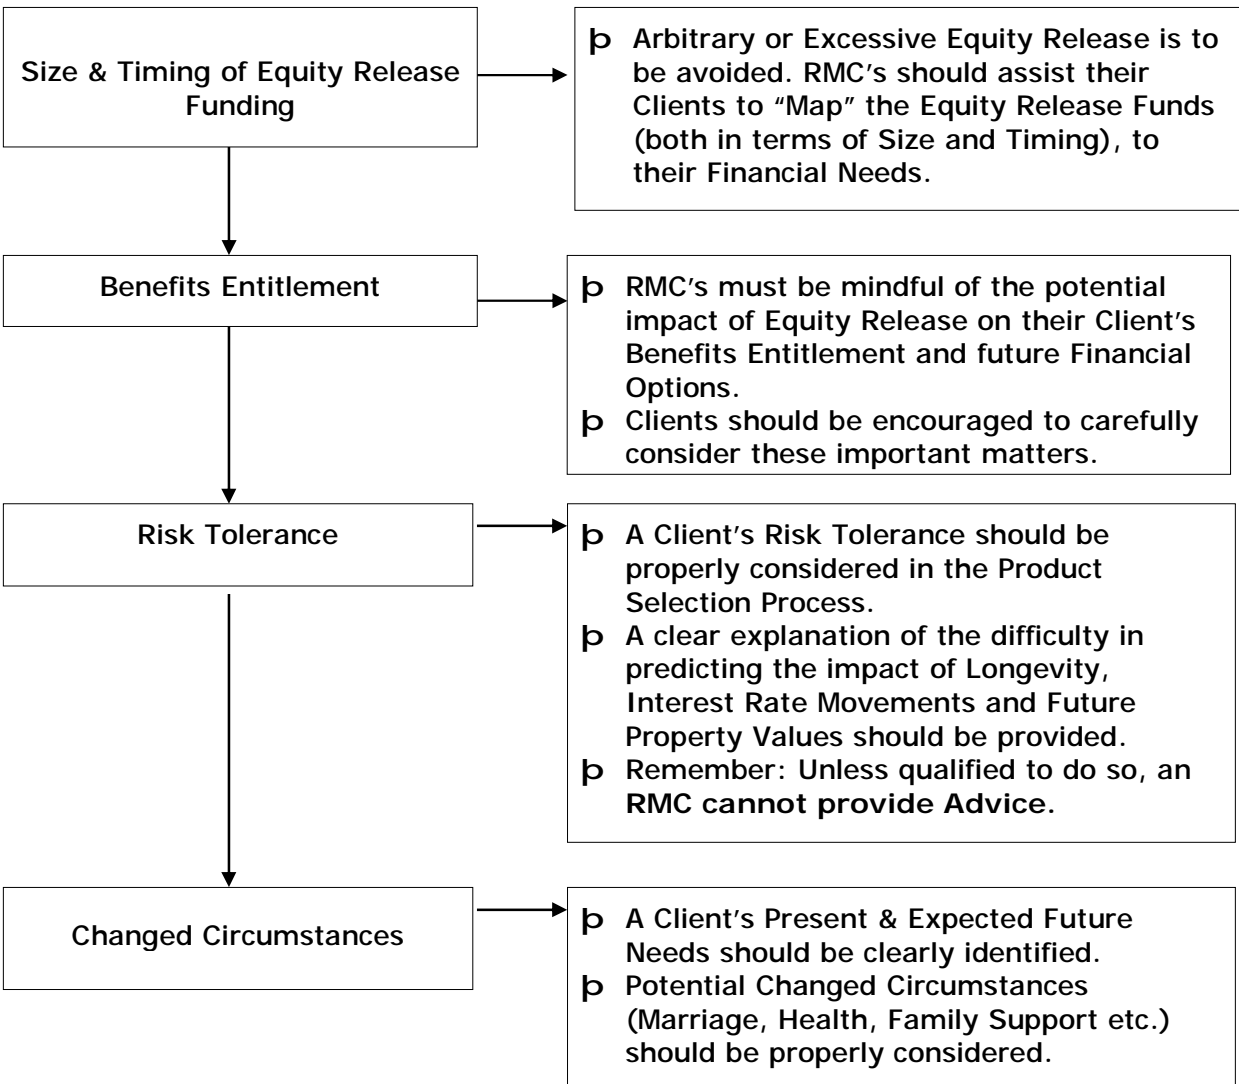 Size & Timing of Equity Release
Funding
þ Arbitrary or Excessive Equity Release is to
be avoided. RMC's should assist their
Clients to “Map” the Equity Release Funds
(both in terms of Size and Timing), to
their Financial Needs.
Benefits Entitlement
þ RMC's must be mindful of the potential
impact of Equity Release on their Client's
Benefits Entitlement and future Financial
Options.
þ Clients should be encouraged to carefully
consider these important matters.
Risk Tolerance
þ A Client's Risk Tolerance should be
properly considered in the Product
Selection Process.
þ A clear explanation of the difficulty in
predicting the impact of Longevity,
Interest Rate Movements and Future
Property Values should be provided.
þ Remember: Unless qualified to do so, an
RMC cannot provide Advice.
Changed Circumstances
þ A Client's Present & Expected Future
Needs should be clearly identified.
þ Potential Changed Circumstances
(Marriage, Health, Family Support etc.)
should be properly considered.